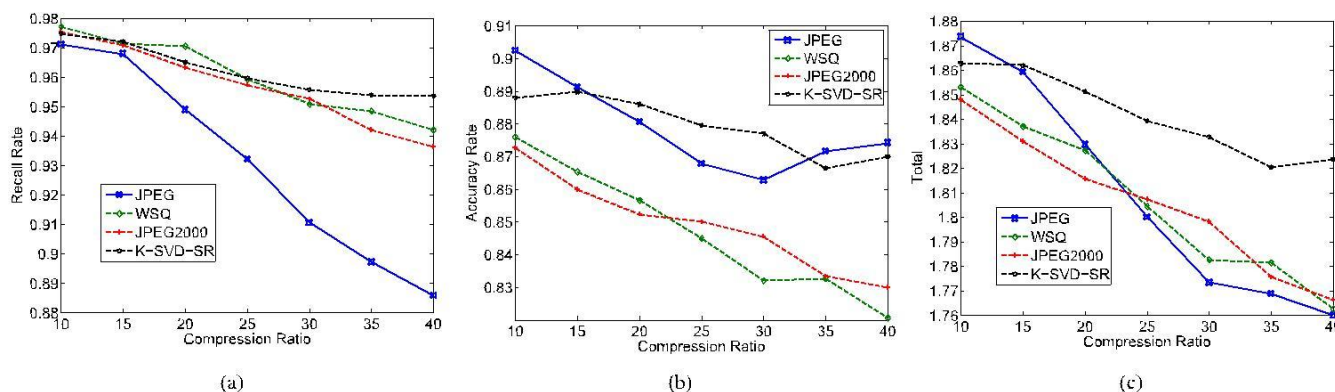 0.98
0.97
0.96
0.95
0.94
0.93
0.92
0.91
0.9
0.89
0.88
Recall Rate
JPEG
WSQ
JPEG2000
K-SVD-SR
10 15 20 25 30 35 40
Compression Ratio
(a)
0.91
0.9
0.89
0.88
0.87
0.86
0.85
0.84
0.83
Accuracy Rate
JPEG
WSQ
JPEG2000
K-SVD-SR
10 15 20 25 30 35 40
Compression Ratio
(b)
1.88
1.87
1.86
1.85
1.84
1.83
1.82
1.81
1.8
1.79
1.78
1.77
1.76
Total
JPEG
WSQ
JPEG2000
K-SVD-SR
10 15 20 25 30 35 40
Compression Ratio
(c)